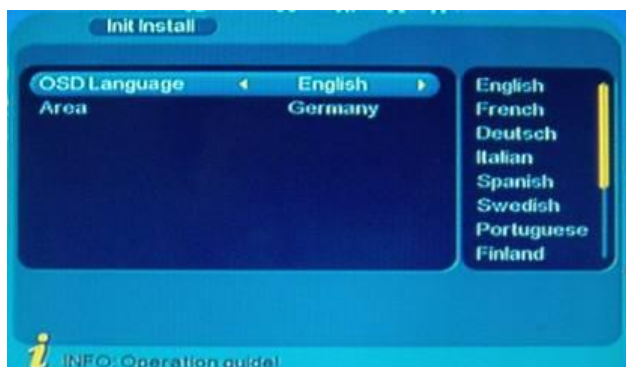 Init Install
OSD Language English
Area Germany
English
French
Deutsch
Italian
Spanish
Swedish
Portuguese
Finland
INFO: Operation guide!